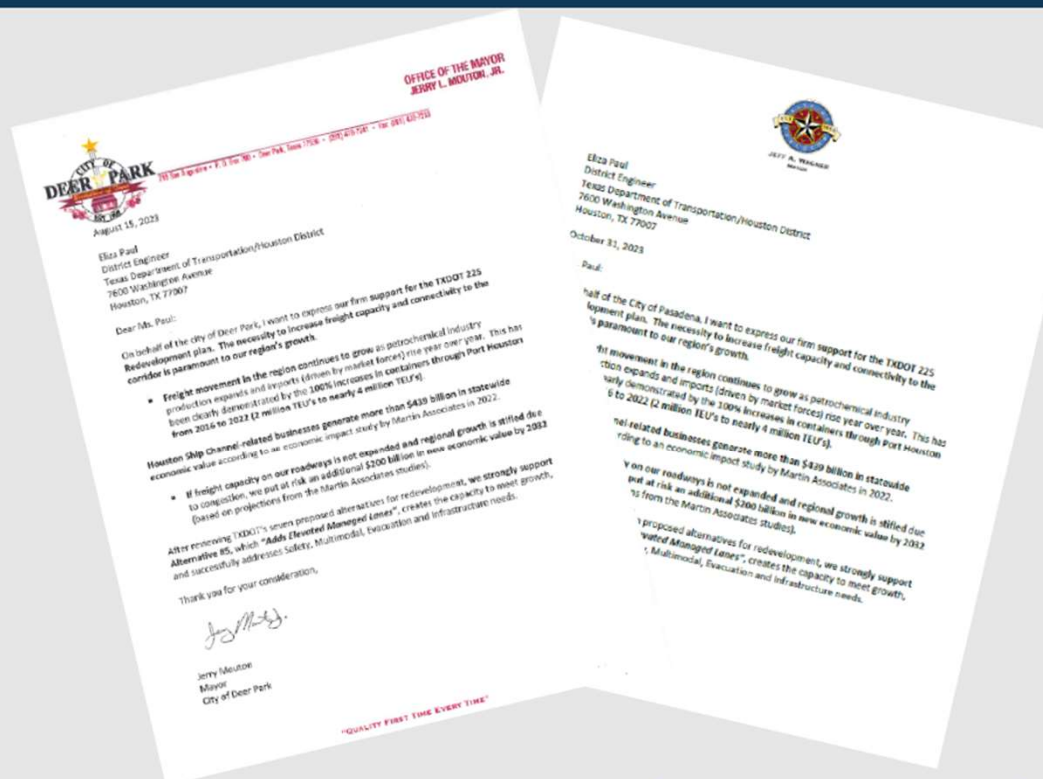 OFFICE OF THE MAYOR
JERRY L. MOUTON, JR.
CITY OF
DEER PARK
August 15, 2023
Eliza Paul
District Engineer
Texas Department of Transportation/Houston District
7600 Washington Avenue
Houston, TX 77007
Dear Ms. Paul:
On behalf of the city of Deer Park, I want to express our firm support for the TXDOT 225
Redevelopment plan. The necessity to increase freight capacity and connectivity to the
corridor is paramount to our region's growth.
• Freight movement in the region continues to grow as petrochemical industry
production expands and imports (driven by market forces) rise year over year. This has
been clearly demonstrated by the 100% increases in containers through Port Houston
from 2016 to 2022 (2 million TEU's to nearly 4 million TEU's).
Houston Ship Channel-related businesses generate more than $439 billion in statewide
economic value according to an economic impact study by Martin Associates in 2022.
• If freight capacity on our roadways is not expanded and regional growth is stifled due
to congestion, we put at risk an additional $200 billion in new economic value by 2032
(based on projections from the Martin Associates studies).
After reviewing TXDOT's seven proposed alternatives for redevelopment, we strongly support
Alternative #5, which "Adds Elevated Managed Lanes", creates the capacity to meet growth,
and successfully addresses Safety, Multimodal, Evacuation and Infrastructure needs.
Thank you for your consideration,
Jerry Mouton
Mayor
City of Deer Park
"QUALITY FIRST TIME EVERY TIME"
JEFF A. WAGNER
MAYOR
Eliza Paul
District Engineer
Texas Department of Transportation/Houston District
7600 Washington Avenue
Houston, TX 77007
October 31, 2023
Paul:
half of the City of Pasadena, I want to express our firm support for the TXDOT 225
lopment plan. The necessity to increase freight capacity and connectivity to the
's paramount to our region's growth.
ht movement in the region continues to grow as petrochemical industry
ction expands and imports (driven by market forces) rise year over year. This has
early demonstrated by the 100% increases in containers through Port Houston
6 to 2022 (2 million TEU's to nearly 4 million TEU's).
nel-related businesses generate more than $439 billion in statewide
rding to an economic impact study by Martin Associates in 2022.
y on our roadways is not expanded and regional growth is stifled due
put at risk an additional $200 billion in new economic value by 2032
ns from the Martin Associates studies).
proposed alternatives for redevelopment, we strongly support
vated Managed Lanes", creates the capacity to meet growth,
, Multimodal, Evacuation and Infrastructure needs.